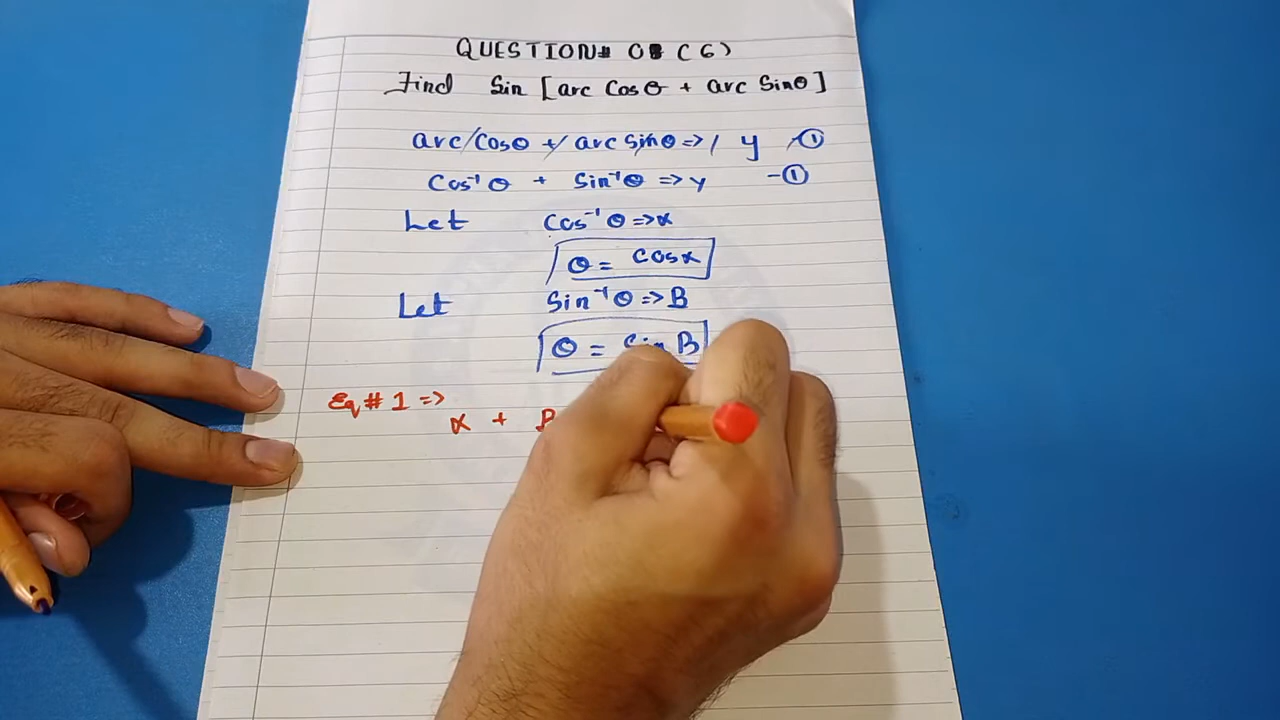 QUESTION# 0 (6)
Find Sin [arc Cosθ + arc Sinθ]
arc Cosθ + arc Sinθ => y ①
Cos⁻¹θ + Sin⁻¹θ => y -①
Let Cos⁻¹θ => α
θ = Cosα
Let Sin⁻¹θ => B
θ = Sin B
Eq # 1 =>
α + B